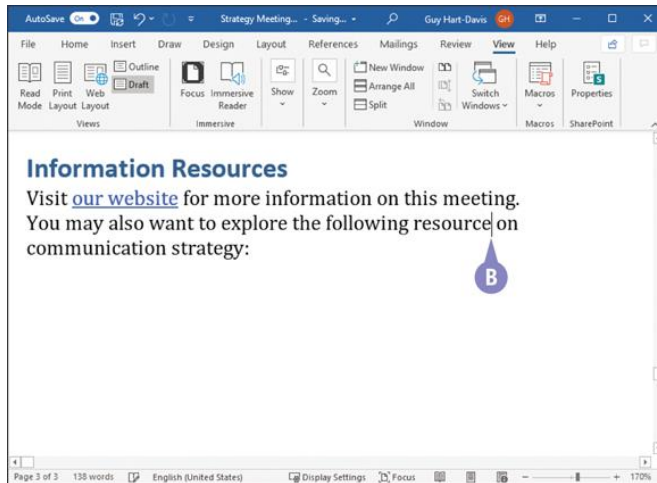 AutoSave On Strategy Meeting... - Saving... Guy Hart-Davis GH
File Home Insert Draw Design Layout References Mailings Review View Help
Read Mode Print Layout Web Layout Outline Draft Focus Immersive Reader Show Zoom New Window Arrange All Split Switch Windows Macros Properties
Views Immersive Window Macros SharePoint
Information Resources
Visit our website for more information on this meeting.
You may also want to explore the following resource on
communication strategy:
B
Page 3 of 3 138 words English (United States) Display Settings Focus 170%